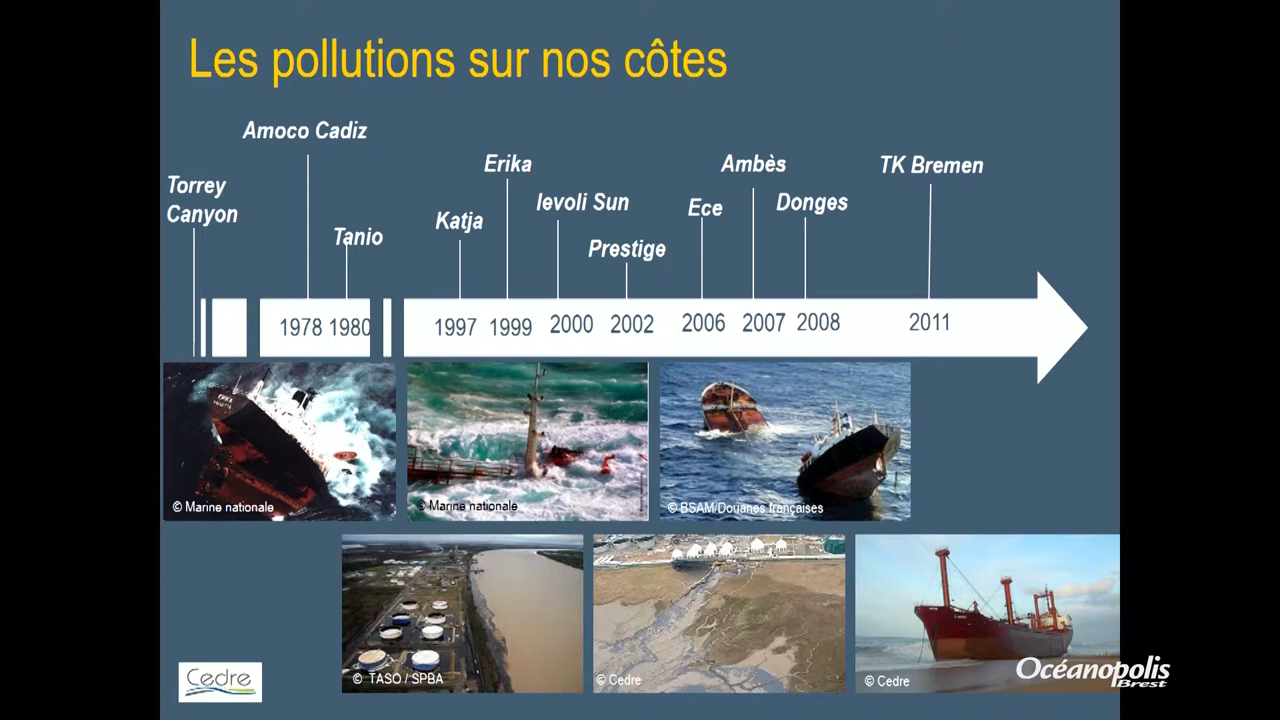 Les pollutions sur nos côtes
Amoco Cadiz
Torrey
Canyon
Tanio
Katja
Erika
Ievoli Sun
Prestige
Ece
Ambès
Donges
TK Bremen
1978 1980 1997 1999 2000 2002 2006 2007 2008 2011
© Marine nationale
© Marine nationale
© BSAM/Douanes françaises
© TASO / SPBA
© Cedre
© Cedre
Cedre
Océanopolis
Brest